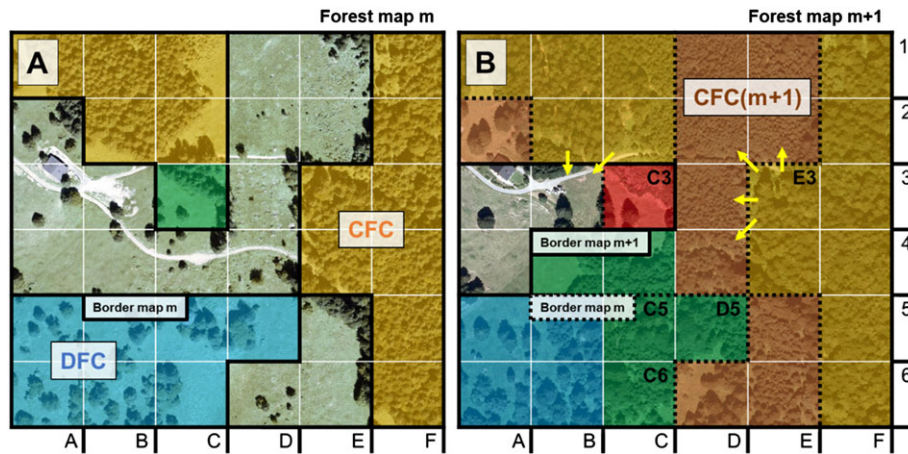 Forest map m
Forest map m+1
A
B
1
CFC(m+1)
2
C3
E3
3
CFC
Border map m+1
4
Border map m
Border map m
C5
D5
5
DFC
C6
6
A B C D E F
A B C D E F